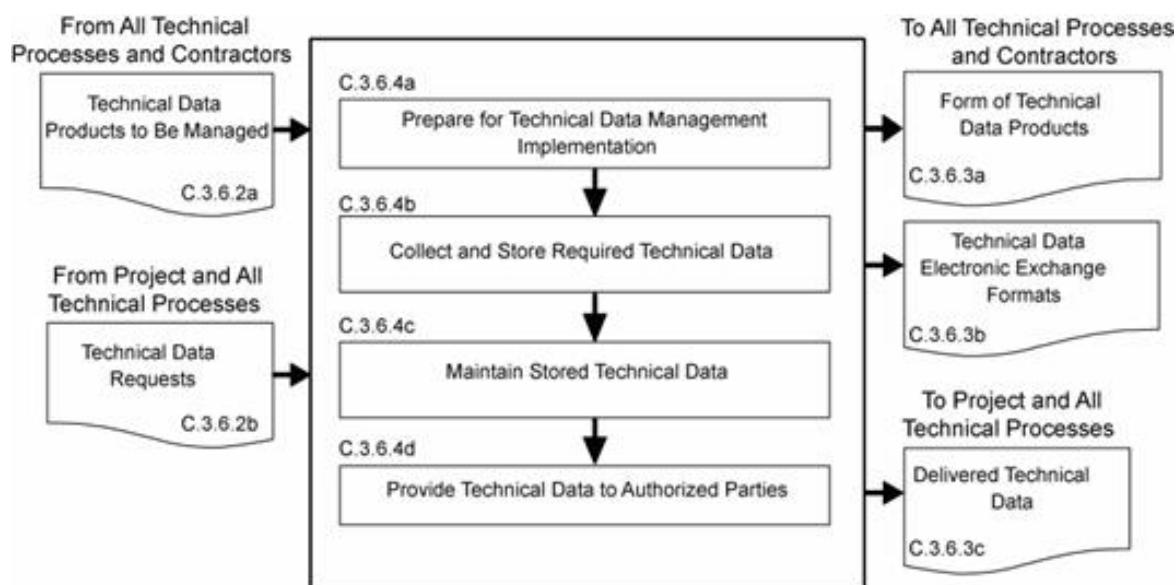 From All Technical
Processes and Contractors
Technical Data
Products to Be Managed
C.3.6.2a
From Project and All
Technical Processes
Technical Data
Requests
C.3.6.2b
C.3.6.4a
Prepare for Technical Data Management
Implementation
C.3.6.4b
Collect and Store Required Technical Data
C.3.6.4c
Maintain Stored Technical Data
C.3.6.4d
Provide Technical Data to Authorized Parties
To All Technical Processes
and Contractors
Form of Technical
Data Products
C.3.6.3a
Technical Data
Electronic Exchange
Formats
C.3.6.3b
To Project and All
Technical Processes
Delivered Technical
Data
C.3.6.3c